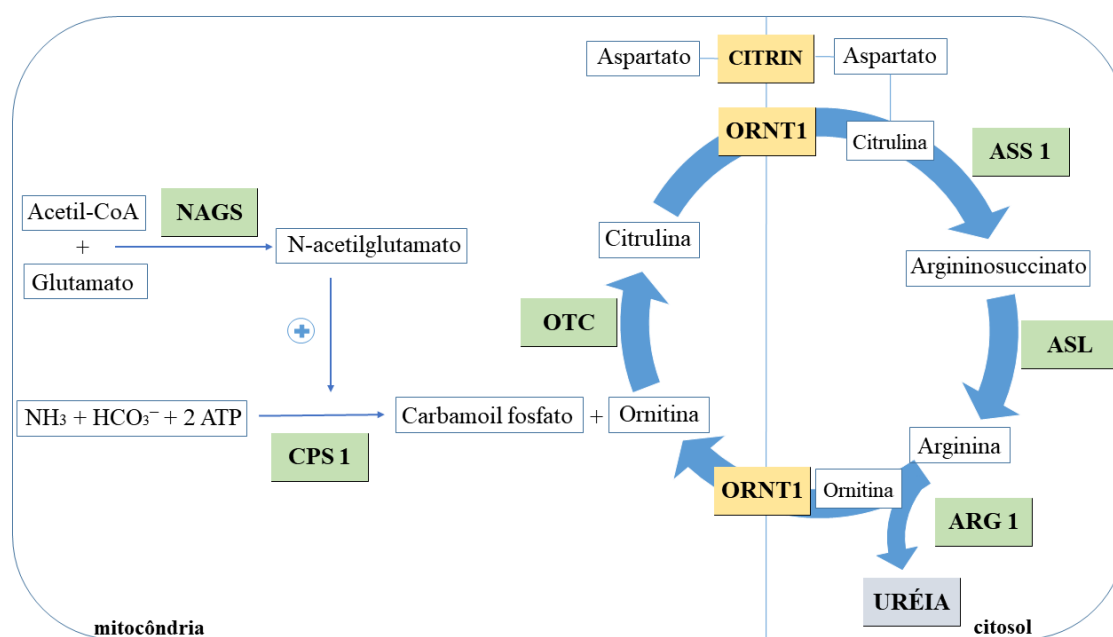 Aspartato
CITRIN
Aspartato
ORNT1
Citrulina
ASS 1
Acetil-CoA
NAGS
+
Glutamato
N-acetilglutamato
Citrulina
Argininosuccinato
OTC
ASL
NH₃ + HCO₃⁻ + 2 ATP
CPS 1
Carbamoil fosfato + Ornitina
Arginina
ORNT1
Ornitina
ARG 1
URÉIA
mitocôndria
citosol